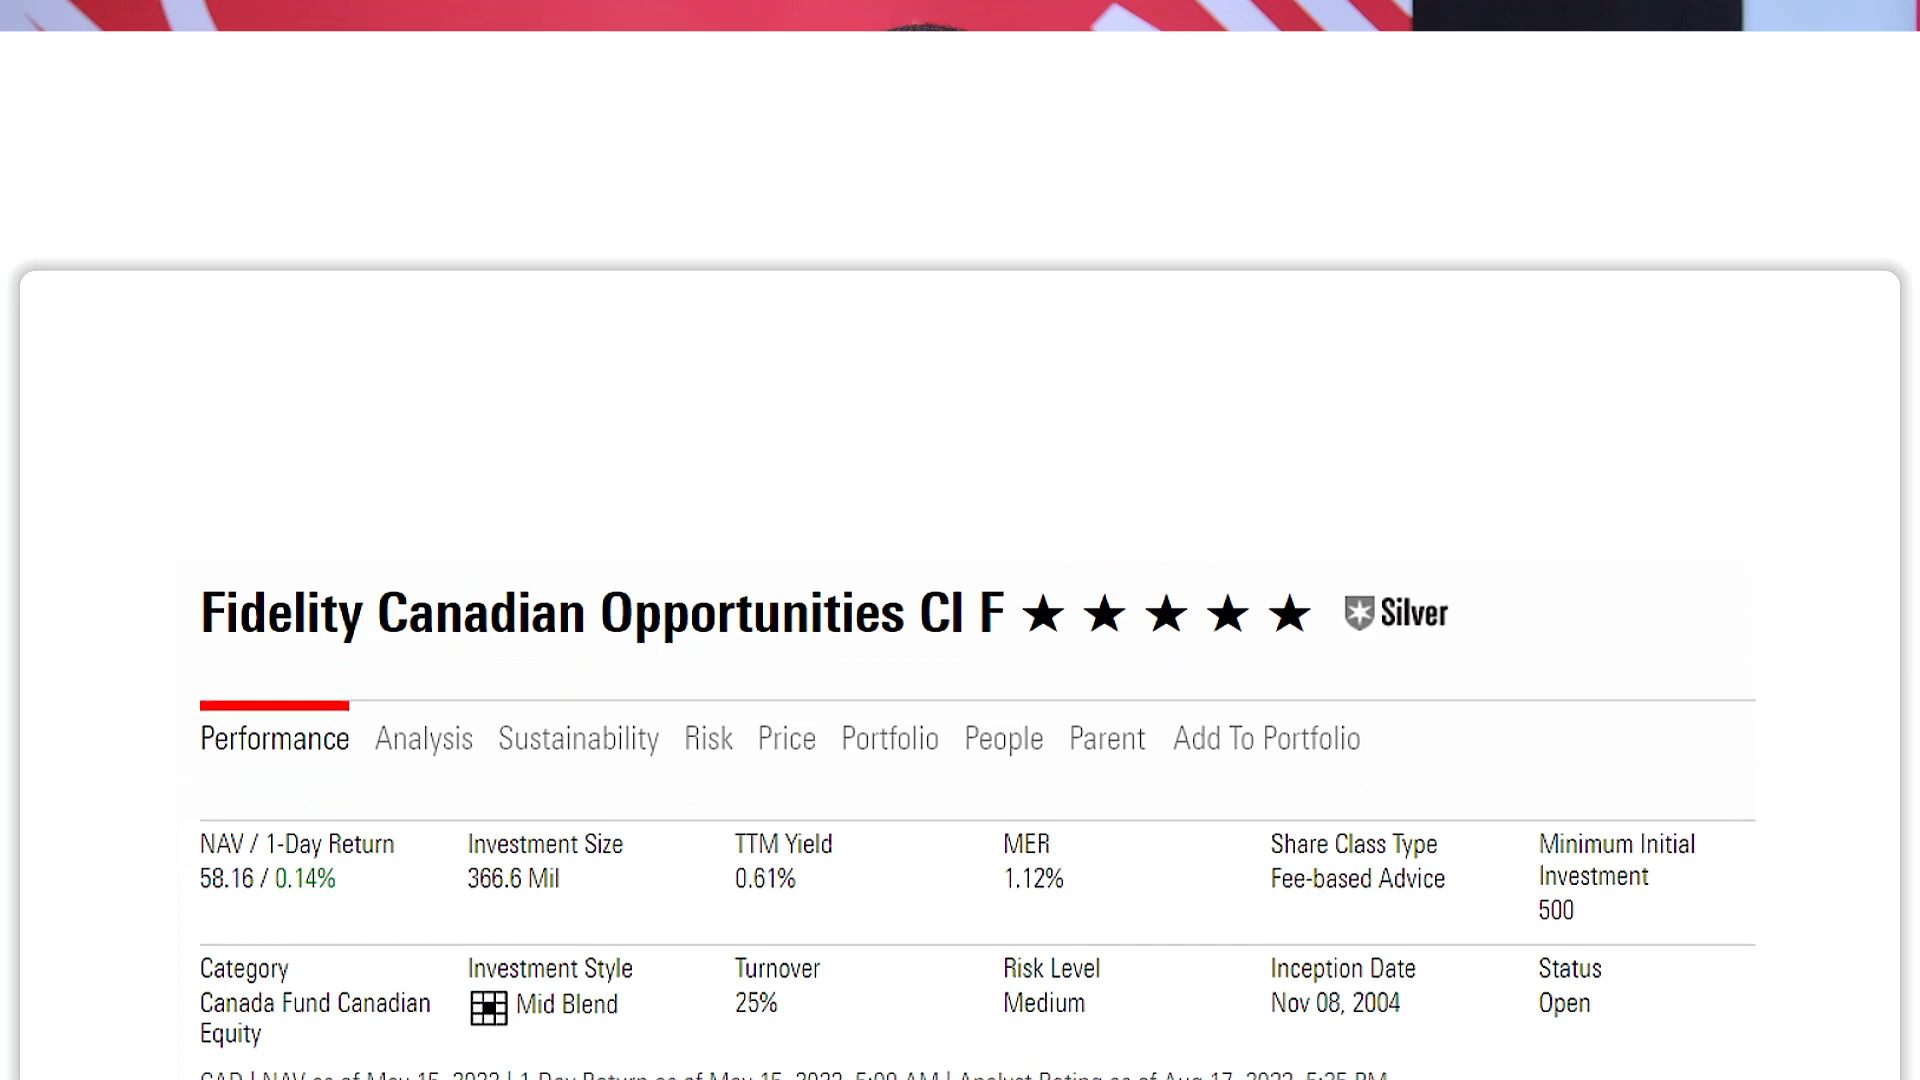 Fidelity Canadian Opportunities Cl F ★ ★ ★ ★ ★ Silver
Performance Analysis Sustainability Risk Price Portfolio People Parent Add To Portfolio
NAV / 1-Day Return Investment Size TTM Yield MER Share Class Type Minimum Initial Investment
58.16 / 0.14% 366.6 Mil 0.61% 1.12% Fee-based Advice 500
Category Investment Style Turnover Risk Level Inception Date Status
Canada Fund Canadian Equity Mid Blend 25% Medium Nov 08, 2004 Open